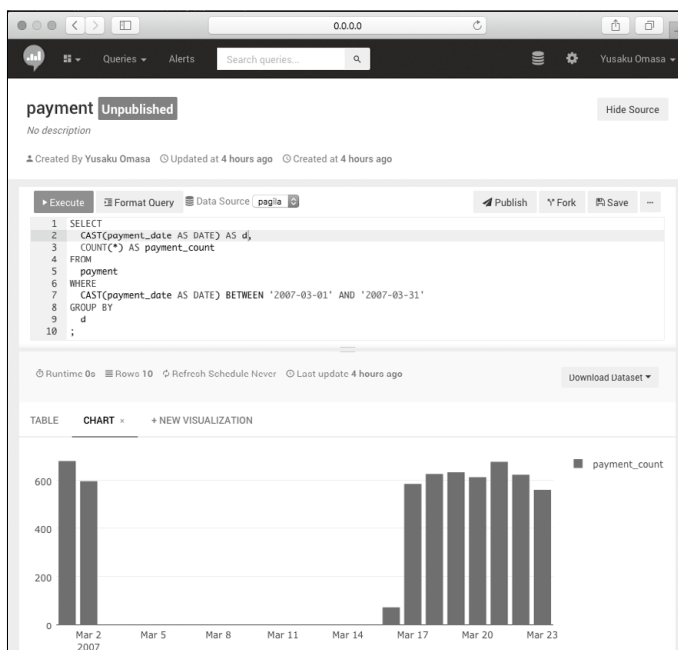 0.0.0.0
Queries Alerts Search queries... Yusaku Omasa
payment Unpublished Hide Source
No description
Created By Yusaku Omasa Updated at 4 hours ago Created at 4 hours ago
Execute Format Query Data Source pagila Publish Fork Save ...
1 SELECT
2 CAST(payment_date AS DATE) AS d,
3 COUNT(*) AS payment_count
4 FROM
5 payment
6 WHERE
7 CAST(payment_date AS DATE) BETWEEN '2007-03-01' AND '2007-03-31'
8 GROUP BY
9 d
10 ;
Runtime 0s Rows 10 Refresh Schedule Never Last update 4 hours ago Download Dataset
TABLE CHART × + NEW VISUALIZATION
payment_count
600
400
200
0
Mar 2 Mar 5 Mar 8 Mar 11 Mar 14 Mar 17 Mar 20 Mar 23
2007